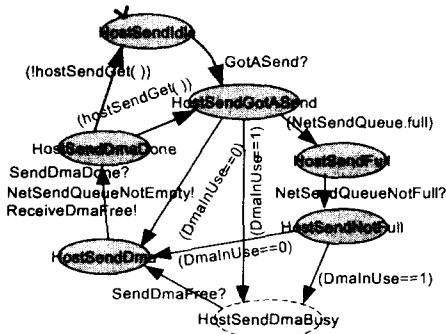 HostSendIdle
(!hostSendGet( ))
GotASend?
(hostSendGet( ))
HostSendGotASend
(NetSendQueue.full)
HostSendDmaDone
HostSendFull
SendDmaDone?
NetSendQueueNotEmpty!
ReceiveDmaFree!
(DmaInUse==0)
(DmaInUse==1)
NetSendQueueNotFull?
HostSendNotFull
HostSendDma
(DmaInUse==0)
(DmaInUse==1)
SendDmaFree?
HostSendDmaBusy